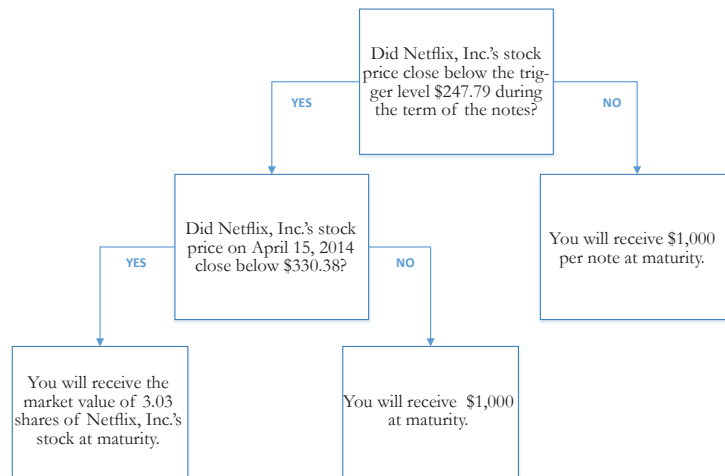 Did Netflix, Inc.'s stock
price close below the trig-
ger level $247.79 during
the term of the notes?
YES
NO
Did Netflix, Inc.'s stock
price on April 15, 2014
close below $330.38?
You will receive $1,000
per note at maturity.
YES
NO
You will receive the
market value of 3.03
shares of Netflix, Inc.'s
stock at maturity.
You will receive $1,000
at maturity.